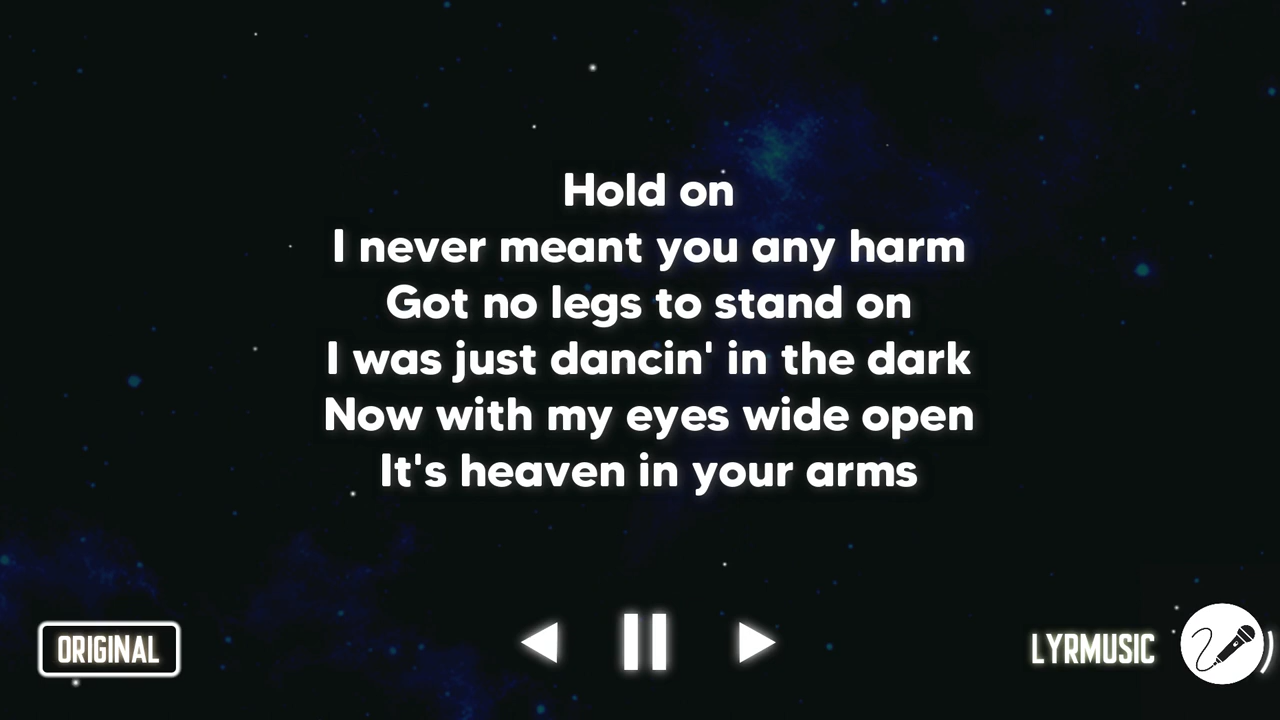 Hold on
I never meant you any harm
Got no legs to stand on
I was just dancin' in the dark
Now with my eyes wide open
It's heaven in your arms
ORIGINAL
LYRMUSIC